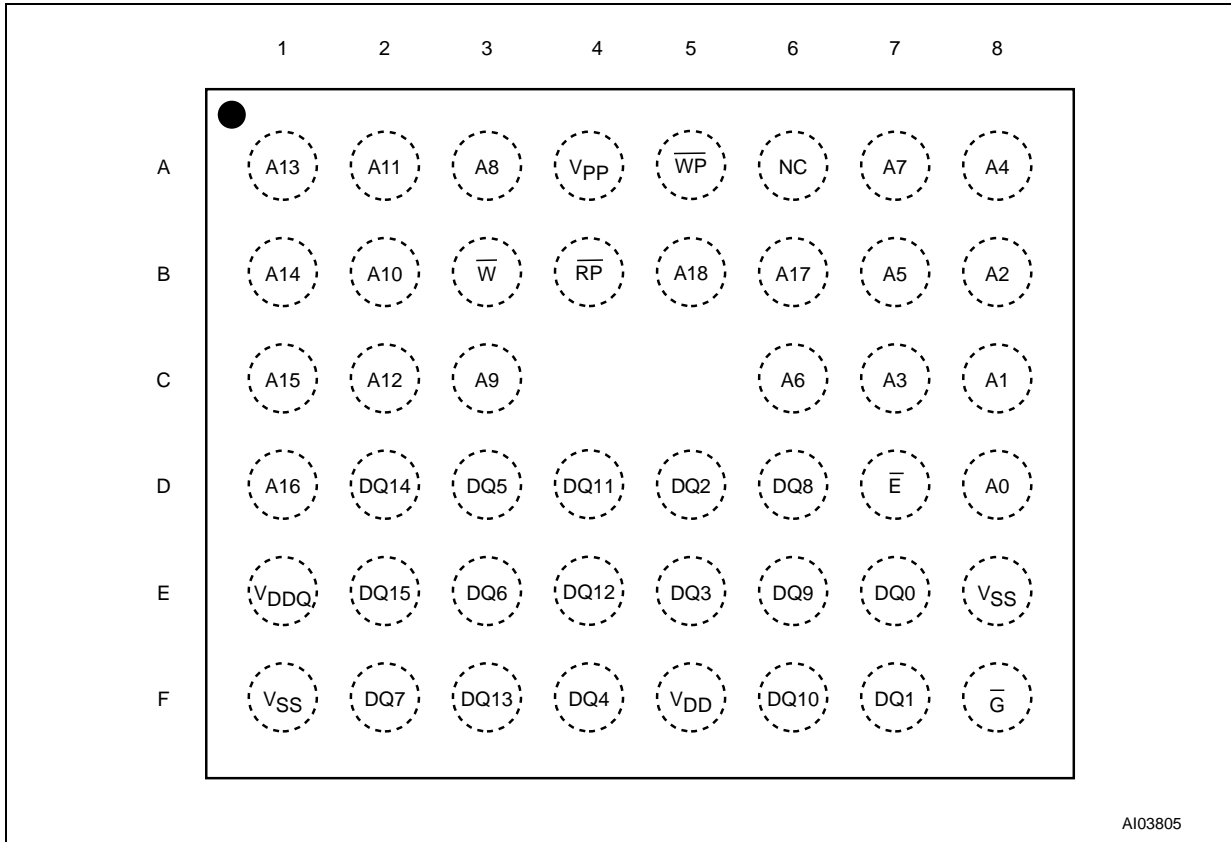 1 2 3 4 5 6 7 8
A A13 A11 A8 VPP W̅P̅ NC A7 A4
B A14 A10 W̅ R̅P̅ A18 A17 A5 A2
C A15 A12 A9 A6 A3 A1
D A16 DQ14 DQ5 DQ11 DQ2 DQ8 E̅ A0
E VDDQ DQ15 DQ6 DQ12 DQ3 DQ9 DQ0 VSS
F VSS DQ7 DQ13 DQ4 VDD DQ10 DQ1 G̅
AI03805